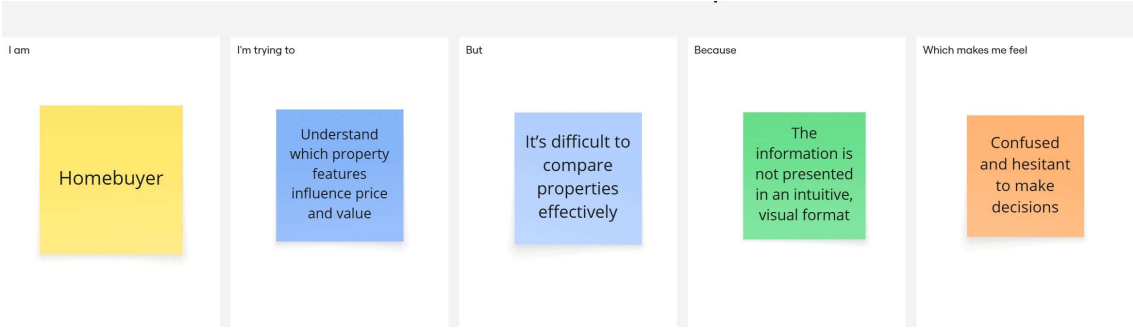 I am
I'm trying to
But
Because
Which makes me feel
Homebuyer
Understand
which property
features
influence price
and value
It’s difficult to
compare
properties
effectively
The
information is
not presented
in an intuitive,
visual format
Confused
and hesitant
to make
decisions